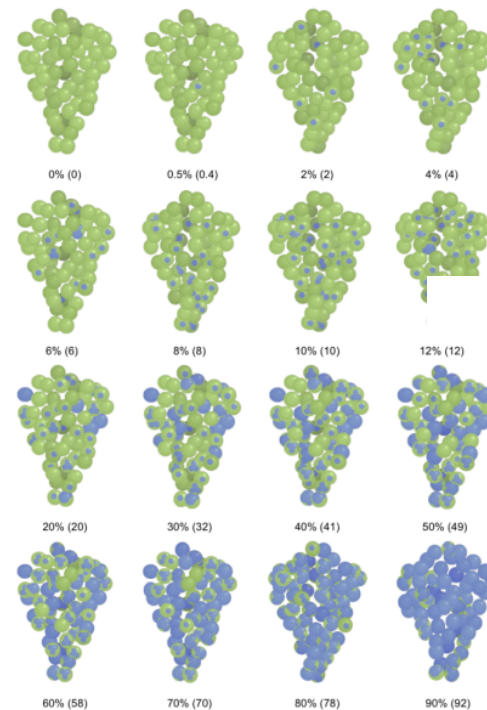 0% (0) 0.5% (0.4) 2% (2) 4% (4)
6% (6) 8% (8) 10% (10) 12% (12)
20% (20) 30% (32) 40% (41) 50% (49)
60% (58) 70% (70) 80% (78) 90% (92)